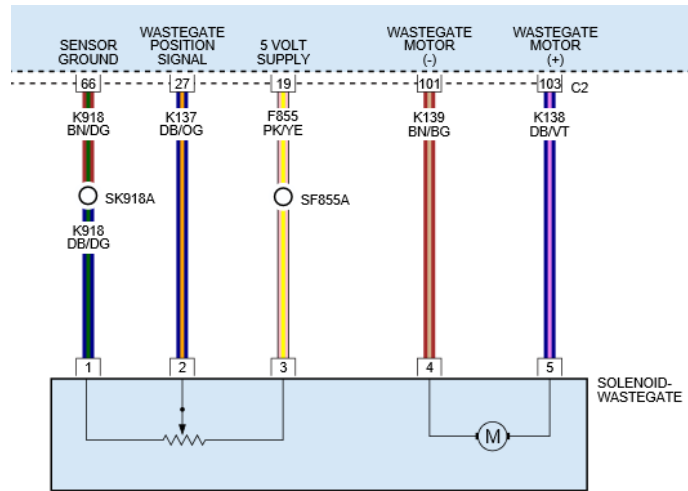 SENSOR
GROUND
WASTEGATE
POSITION
SIGNAL
5 VOLT
SUPPLY
WASTEGATE
MOTOR
(-)
WASTEGATE
MOTOR
(+)
66
27
19
101
103
C2
K918
BN/DG
K137
DB/OG
F855
PK/YE
K139
BN/BG
K138
DB/VT
SK918A
SF855A
K918
DB/DG
1
2
3
4
5
SOLENOID-
WASTEGATE
M